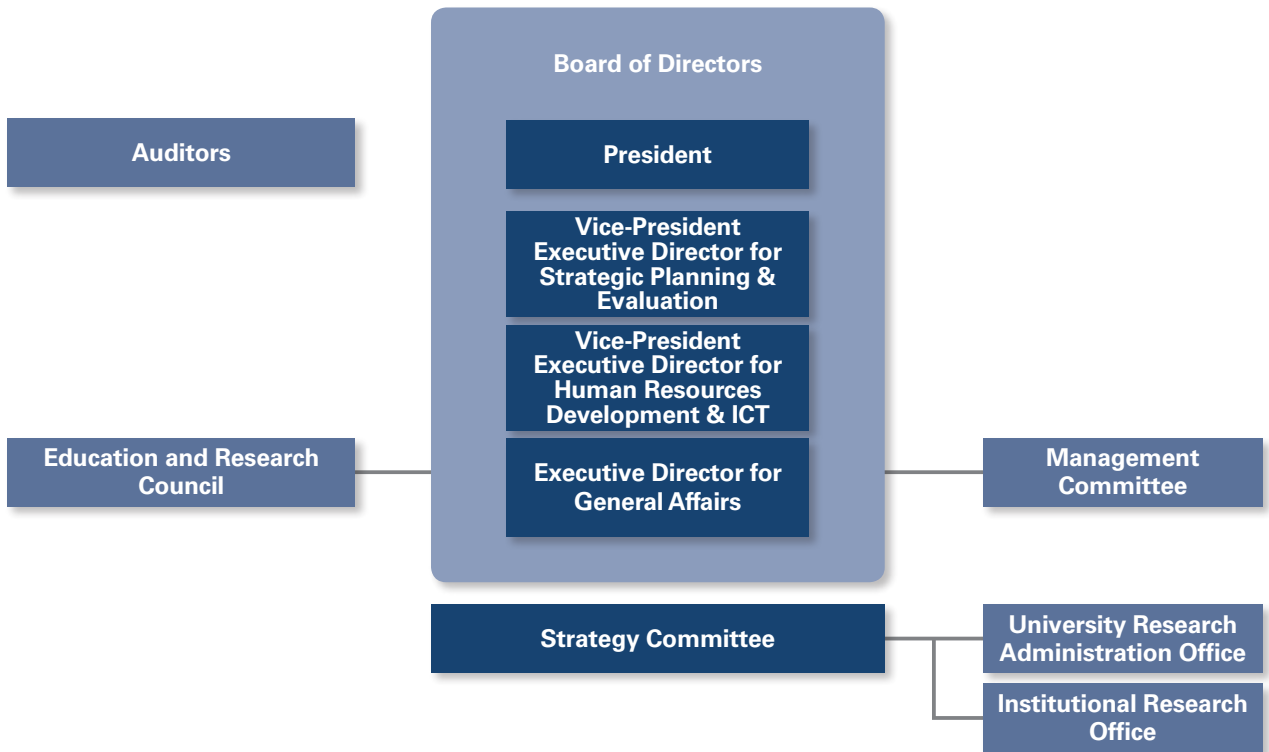 Board of Directors
Auditors
President
Vice-President
Executive Director for
Strategic Planning &
Evaluation
Vice-President
Executive Director for
Human Resources
Development & ICT
Education and Research
Council
Executive Director for
General Affairs
Management
Committee
Strategy Committee
University Research
Administration Office
Institutional Research
Office